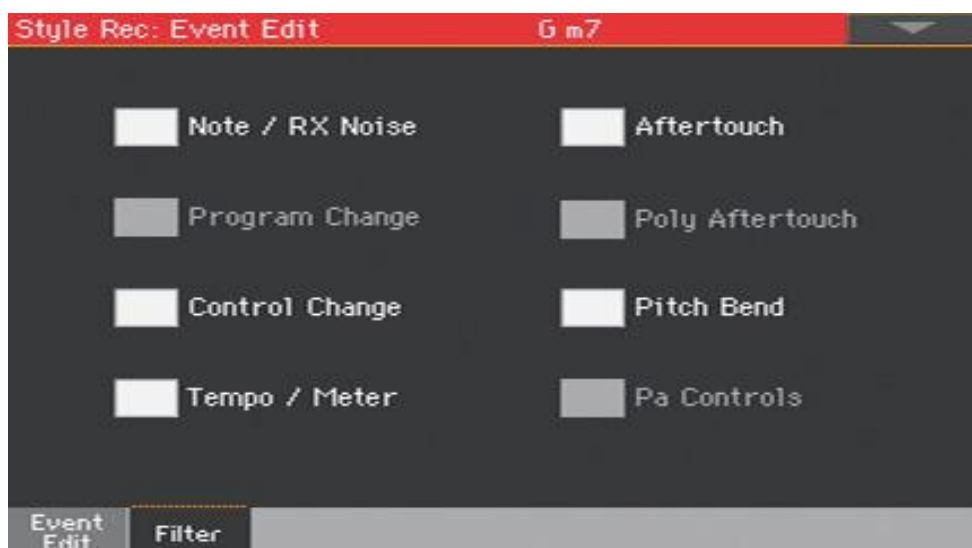 Style Rec: Event Edit G m7
Note / RX Noise Aftertouch
Program Change Poly Aftertouch
Control Change Pitch Bend
Tempo / Meter Pa Controls
Event
Edit Filter